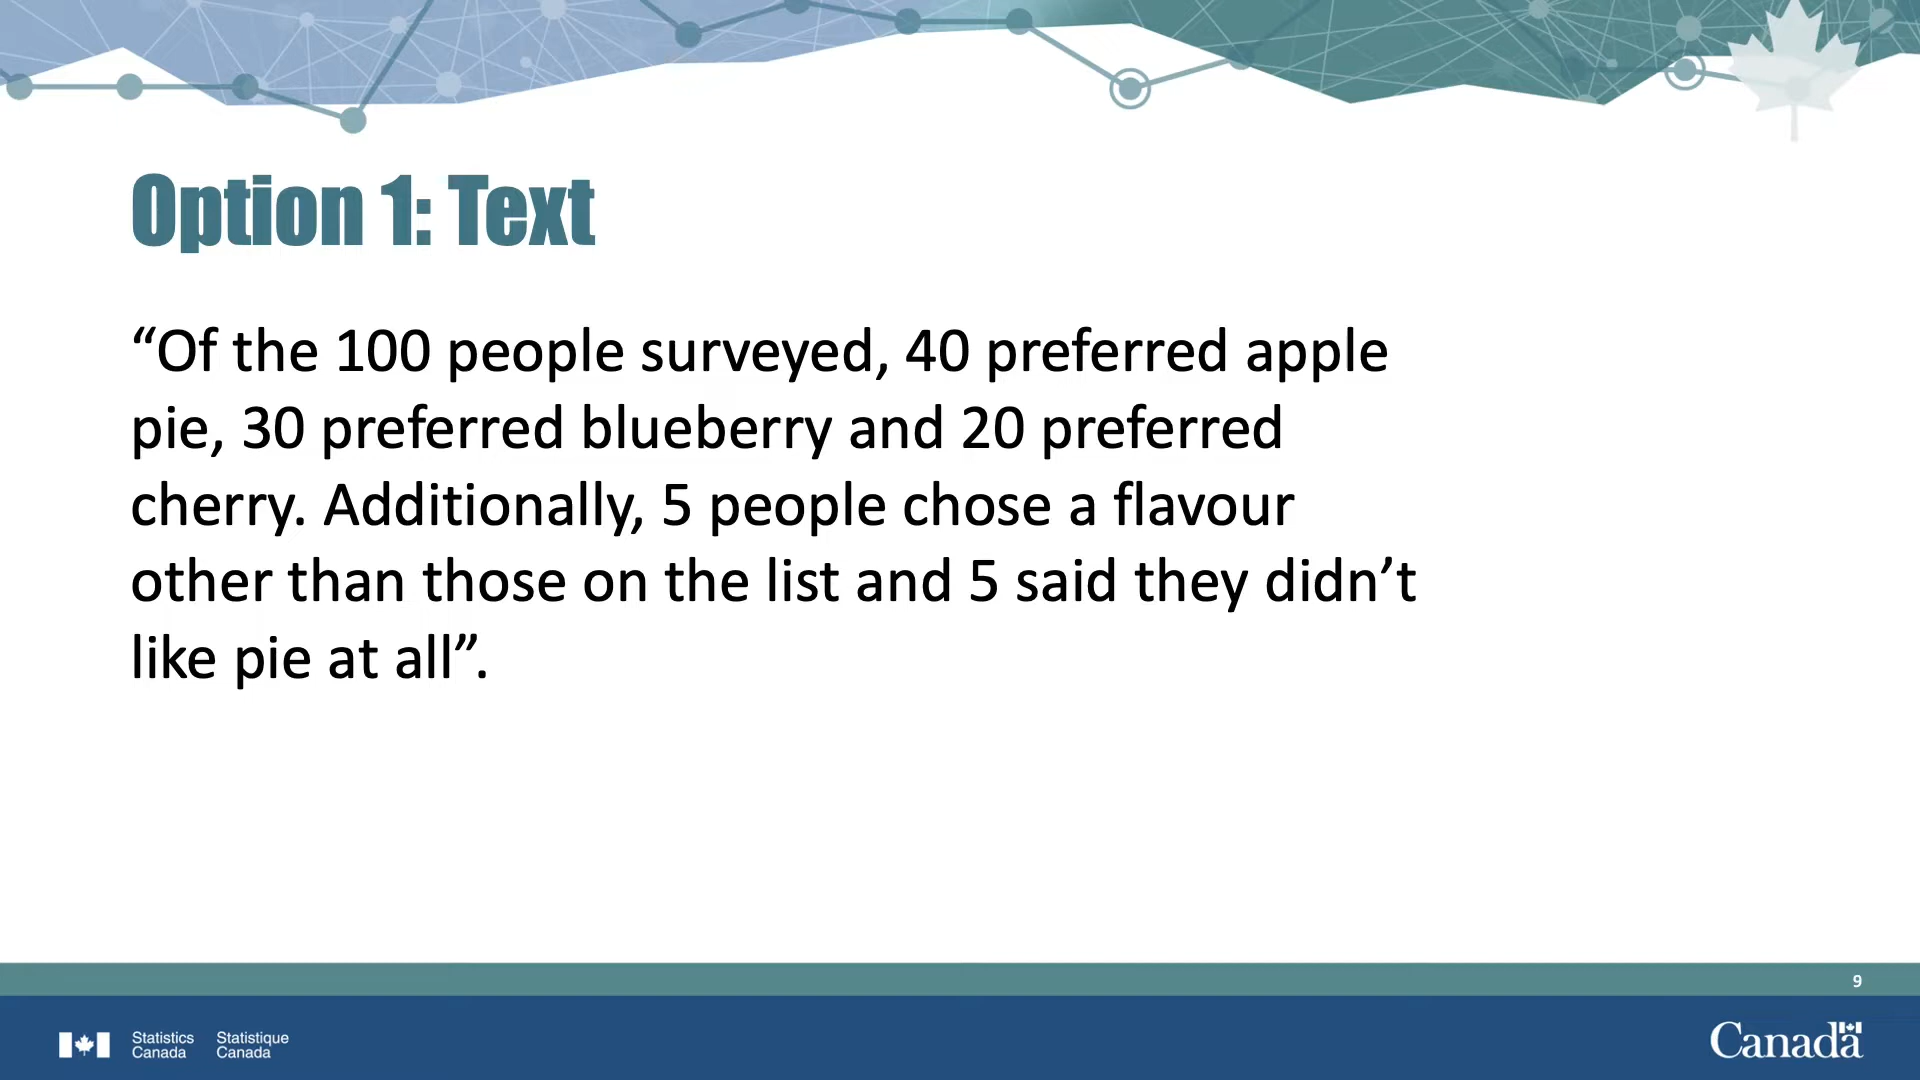 Option 1: Text
“Of the 100 people surveyed, 40 preferred apple
pie, 30 preferred blueberry and 20 preferred
cherry. Additionally, 5 people chose a flavour
other than those on the list and 5 said they didn’t
like pie at all”.
9
Statistics Canada
Statistique Canada
Canada